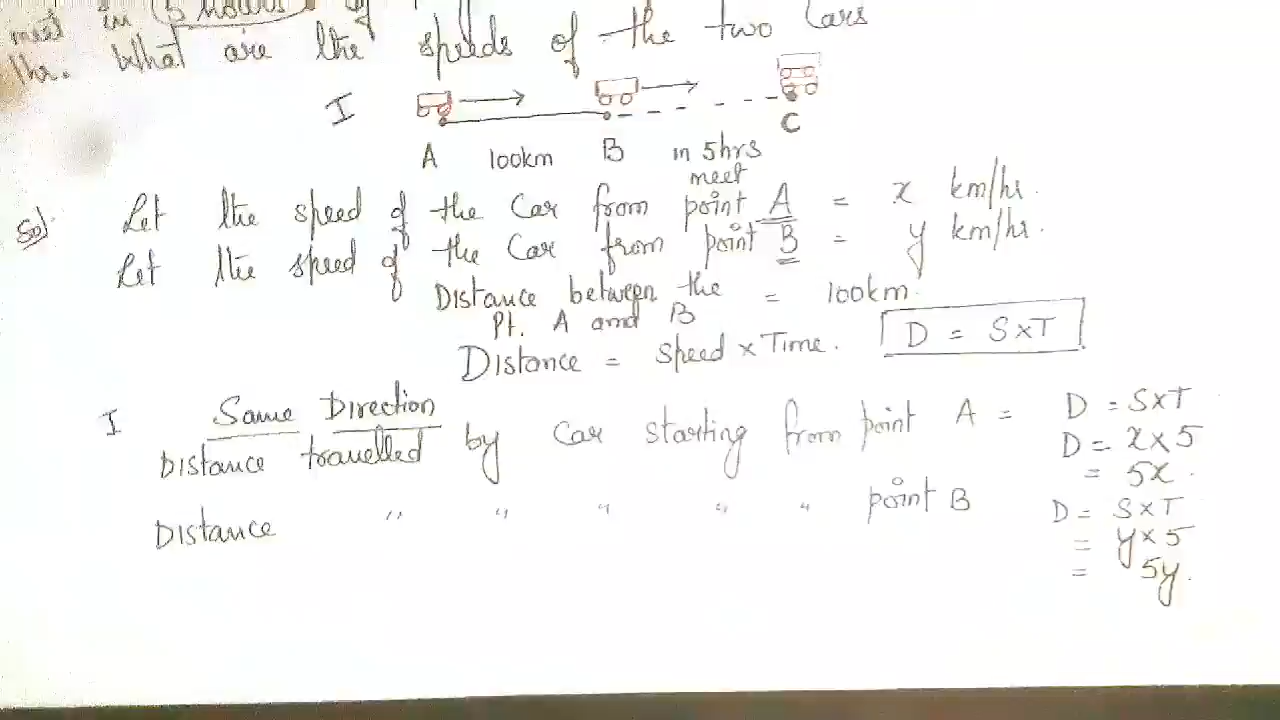 meet in 5 hours
1hr. What are the speeds of the two Cars
I
A 100km B in 5hrs meet C
Sol Let the speed of the Car from point A = x km/hr.
Let the speed of the Car from point B = y km/hr.
Distance between the Pt. A and B = 100km.
Distance = speed x Time. D = S x T
I Same Direction
Distance travelled by Car starting from point A = D = S x T
D = x x 5
= 5x.
Distance " " " " " point B D = S x T
= y x 5
= 5y.